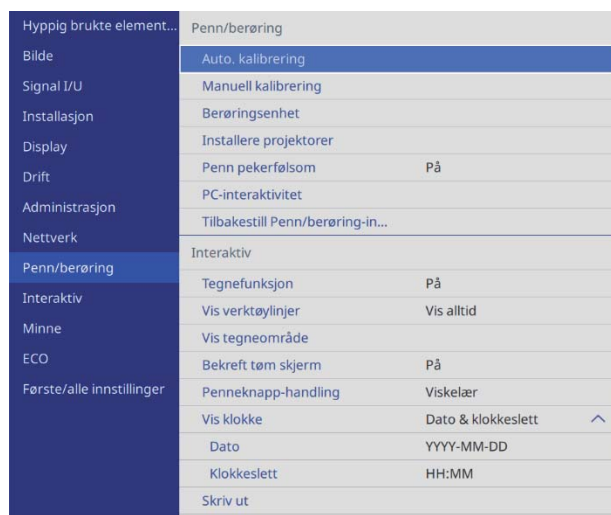 Hyppig brukte element...
Bilde
Signal I/U
Installasjon
Display
Drift
Administrasjon
Nettverk
Penn/berøring
Interaktiv
Minne
ECO
Første/alle innstillinger
Penn/berøring
Auto. kalibrering
Manuell kalibrering
Berøringsenhet
Installere projektorer
Penn pekerfølsom På
PC-interaktivitet
Tilbakestill Penn/berøring-in...
Interaktiv
Tegnefunksjon På
Vis verktøylinjer Vis alltid
Vis tegneområde
Bekreft tøm skjerm På
Penneknapp-handling Viskelær
Vis klokke Dato & klokkeslett
Dato YYYY-MM-DD
Klokkeslett HH:MM
Skriv ut